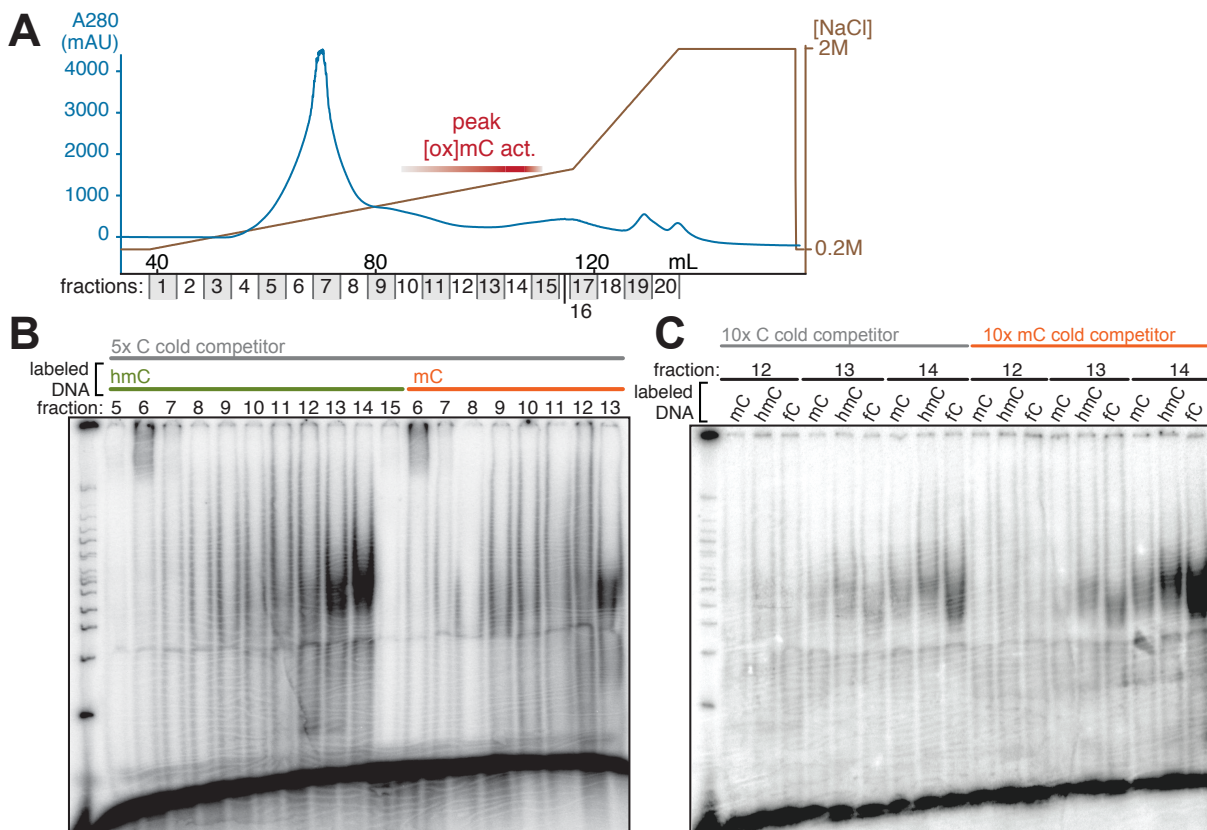 A
A280
(mAU)
[NaCl]
4000
3000
2000
1000
0
2M
0.2M
peak
[ox]mC act.
40 80 120 mL
fractions: 1 2 3 4 5 6 7 8 9 10 11 12 13 14 15 17 18 19 20
16
B
5x C cold competitor
labeled
DNA
hmC mC
fraction: 5 6 7 8 9 10 11 12 13 14 15 6 7 8 9 10 11 12 13
C
10x C cold competitor 10x mC cold competitor
fraction: 12 13 14 12 13 14
labeled
DNA
mC hmC fC mC hmC fC mC hmC fC mC hmC fC mC hmC fC mC hmC fC